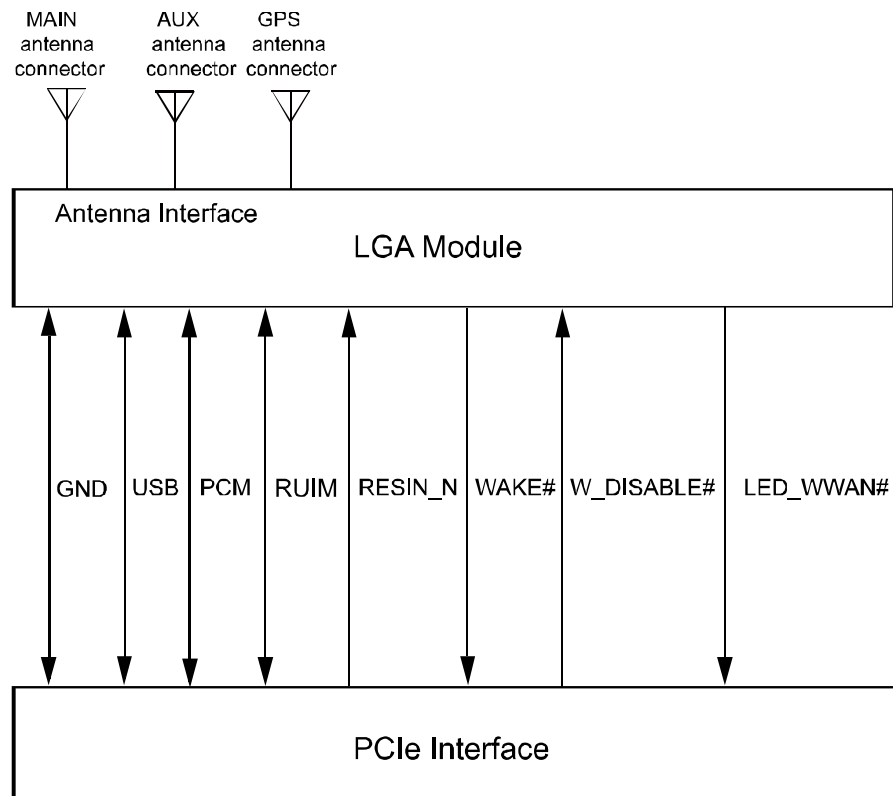 MAIN
antenna
connector
AUX
antenna
connector
GPS
antenna
connector
Antenna Interface
LGA Module
GND
USB
PCM
RUIM
RESIN_N
WAKE#
W_DISABLE#
LED_WWAN#
PCIe Interface